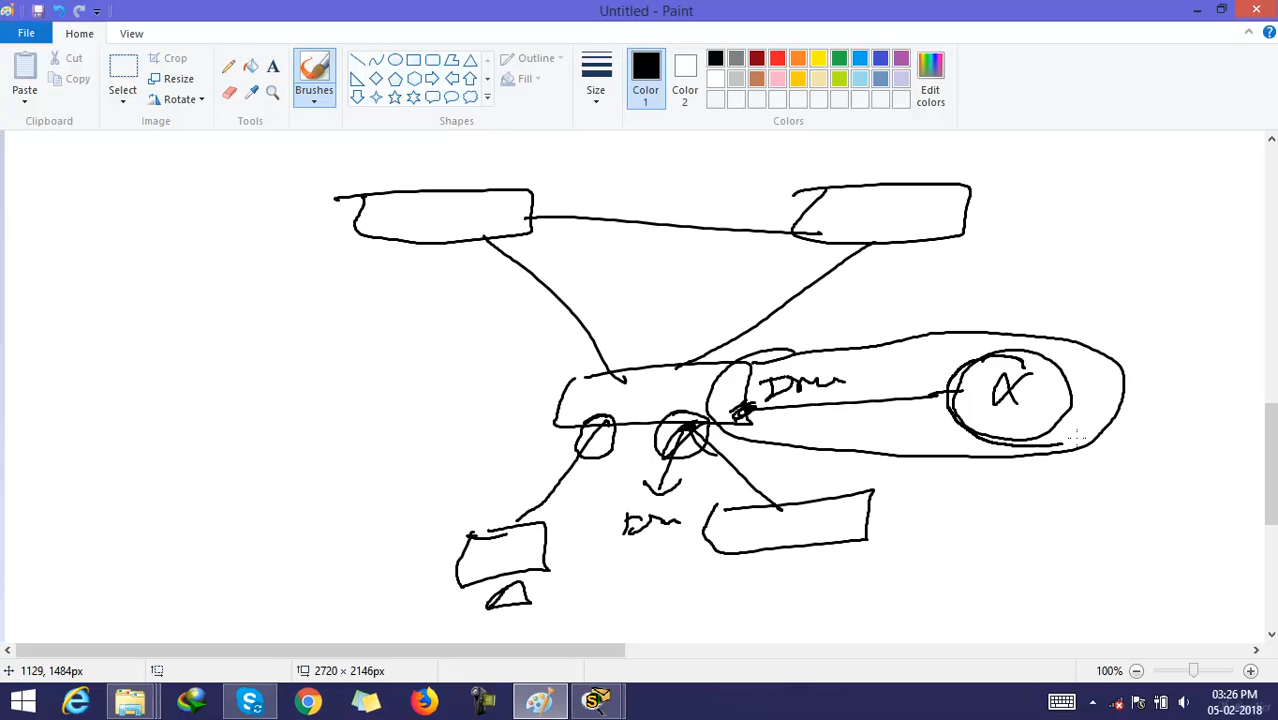 Untitled - Paint
File
Home
View
Paste
Cut
Copy
Clipboard
Select
Crop
Resize
Rotate
Image
A
Tools
Brushes
Outline
Fill
Shapes
Size
Color 1
Color 2
Edit colors
Colors
1129, 1484px
2720 × 2146px
100%
03:26 PM
05-02-2018